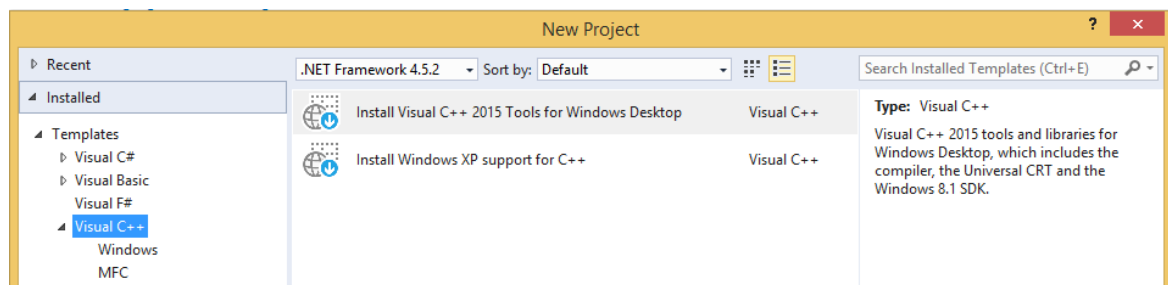 New Project
?
Recent
.NET Framework 4.5.2
Sort by: Default
Search Installed Templates (Ctrl+E)
Installed
Templates
Visual C#
Visual Basic
Visual F#
Visual C++
Windows
MFC
Install Visual C++ 2015 Tools for Windows Desktop
Visual C++
Install Windows XP support for C++
Visual C++
Type: Visual C++
Visual C++ 2015 tools and libraries for
Windows Desktop, which includes the
compiler, the Universal CRT and the
Windows 8.1 SDK.